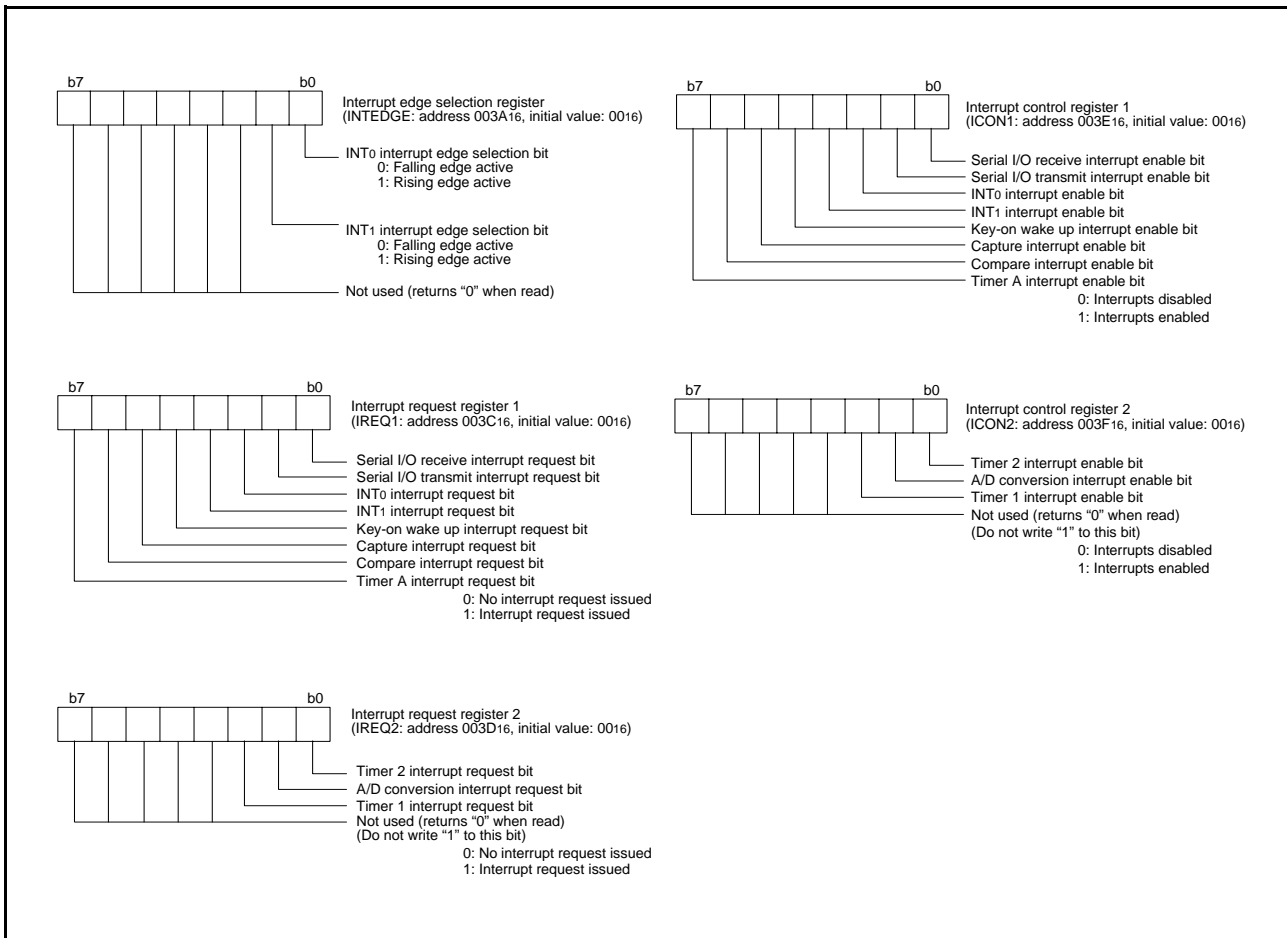 b7 b0
Interrupt edge selection register
(INTEDGE: address 003A16, initial value: 0016)
INT0 interrupt edge selection bit
0: Falling edge active
1: Rising edge active
INT1 interrupt edge selection bit
0: Falling edge active
1: Rising edge active
Not used (returns “0” when read)
b7 b0
Interrupt request register 1
(IREQ1: address 003C16, initial value: 0016)
Serial I/O receive interrupt request bit
Serial I/O transmit interrupt request bit
INT0 interrupt request bit
INT1 interrupt request bit
Key-on wake up interrupt request bit
Capture interrupt request bit
Compare interrupt request bit
Timer A interrupt request bit
0: No interrupt request issued
1: Interrupt request issued
b7 b0
Interrupt request register 2
(IREQ2: address 003D16, initial value: 0016)
Timer 2 interrupt request bit
A/D conversion interrupt request bit
Timer 1 interrupt request bit
Not used (returns “0” when read)
(Do not write “1” to this bit)
0: No interrupt request issued
1: Interrupt request issued
b7 b0
Interrupt control register 1
(ICON1: address 003E16, initial value: 0016)
Serial I/O receive interrupt enable bit
Serial I/O transmit interrupt enable bit
INT0 interrupt enable bit
INT1 interrupt enable bit
Key-on wake up interrupt enable bit
Capture interrupt enable bit
Compare interrupt enable bit
Timer A interrupt enable bit
0: Interrupts disabled
1: Interrupts enabled
b7 b0
Interrupt control register 2
(ICON2: address 003F16, initial value: 0016)
Timer 2 interrupt enable bit
A/D conversion interrupt enable bit
Timer 1 interrupt enable bit
Not used (returns “0” when read)
(Do not write “1” to this bit)
0: Interrupts disabled
1: Interrupts enabled